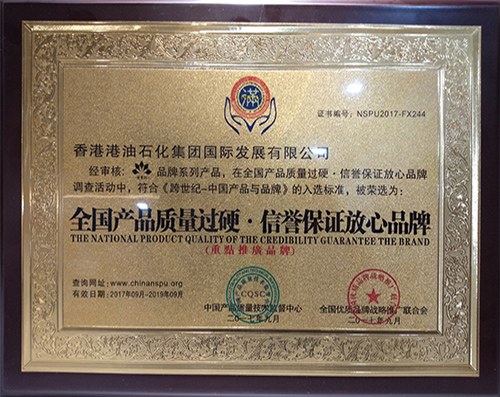 满
证书编号：NSPU2017-FX244
香港港油石化集团国际发展有限公司
经审核： 品牌系列产品，在全国产品质量过硬·信誉保证放心品牌
调查活动中，符合《跨世纪-中国产品与品牌》的入选标准，被荣选为：
全国产品质量过硬·信誉保证放心品牌
THE NATIONAL PRODUCT QUALITY OF THE CREDIBILITY GUARANTEE THE BRAND
(重點推廣品牌)
查询网址：www.chinanspu.org
有效日期：2017年09月-2019年09月
CQSC
中国产品质量技术监督中心
二〇一七年九月
全国优质品牌战略推广联合会
二〇一七年九月